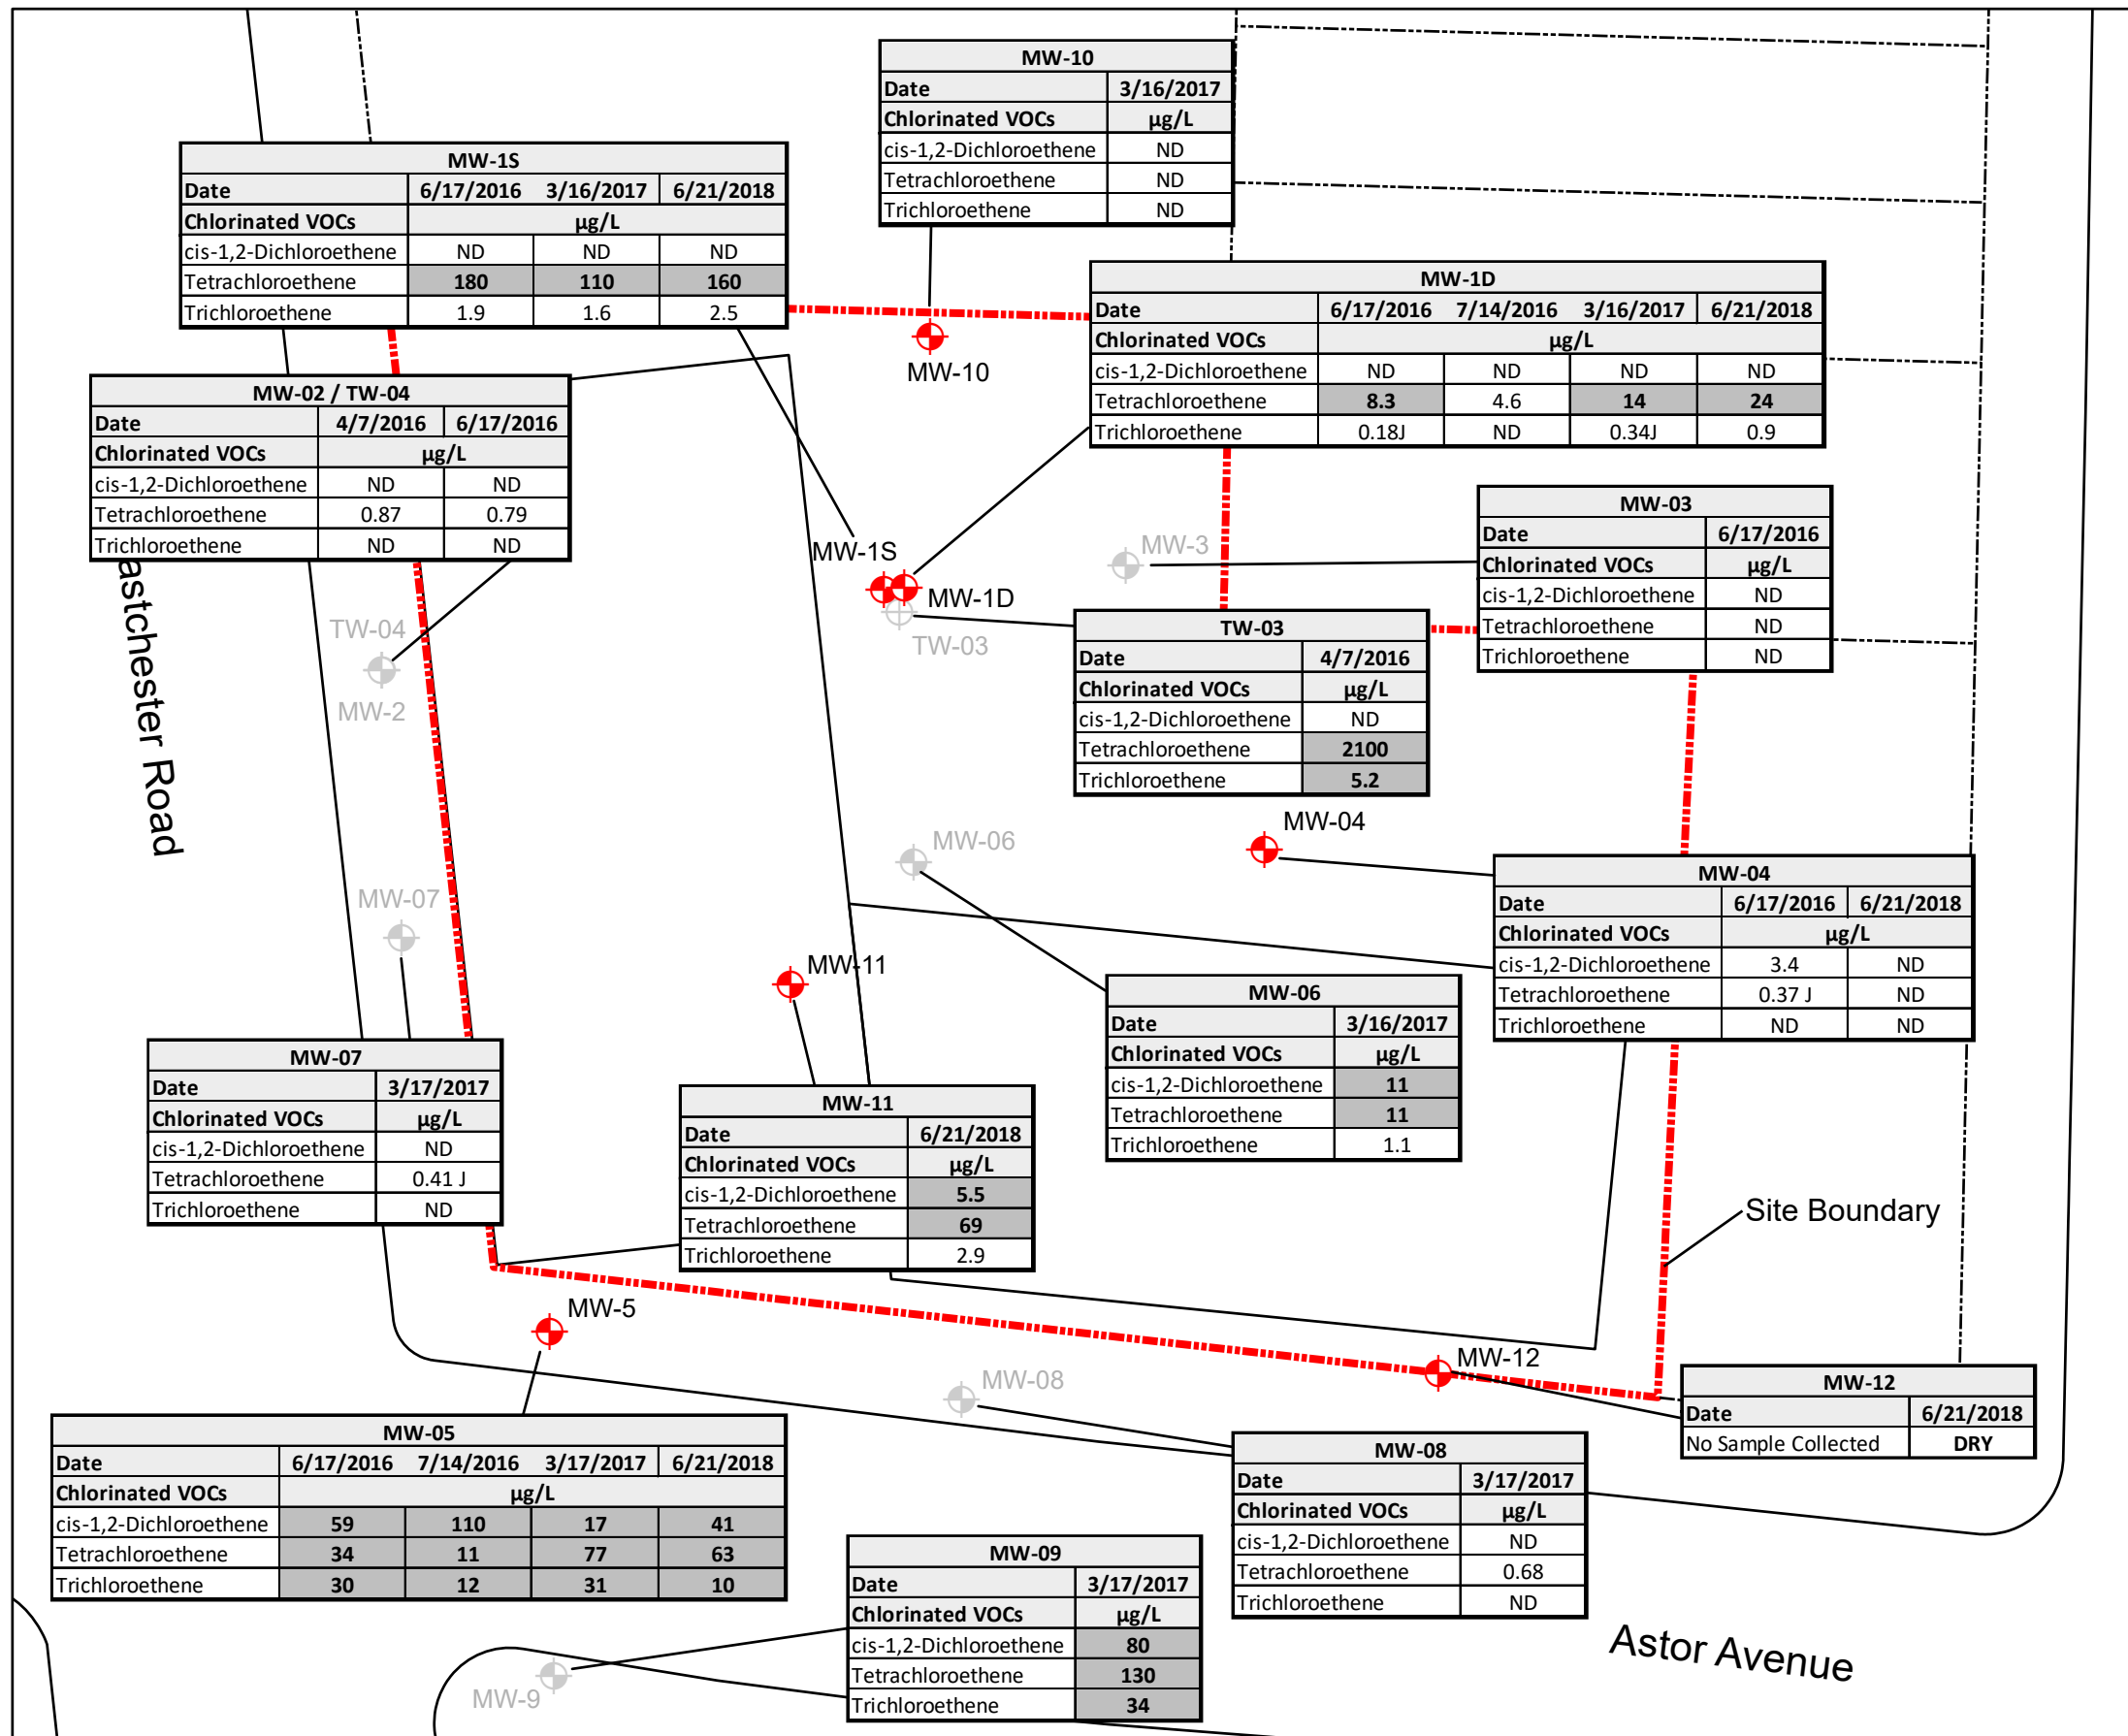 MW-10
Date 3/16/2017
Chlorinated VOCs µg/L
cis-1,2-Dichloroethene ND
Tetrachloroethene ND
Trichloroethene ND
MW-1S
Date 6/17/2016 3/16/2017 6/21/2018
Chlorinated VOCs µg/L
cis-1,2-Dichloroethene ND ND ND
Tetrachloroethene 180 110 160
Trichloroethene 1.9 1.6 2.5
MW-1D
Date 6/17/2016 7/14/2016 3/16/2017 6/21/2018
Chlorinated VOCs µg/L
cis-1,2-Dichloroethene ND ND ND ND
Tetrachloroethene 8.3 4.6 14 24
Trichloroethene 0.18J ND 0.34J 0.9
MW-10
MW-02 / TW-04
Date 4/7/2016 6/17/2016
Chlorinated VOCs µg/L
cis-1,2-Dichloroethene ND ND
Tetrachloroethene 0.87 0.79
Trichloroethene ND ND
MW-03
Date 6/17/2016
Chlorinated VOCs µg/L
cis-1,2-Dichloroethene ND
Tetrachloroethene ND
Trichloroethene ND
MW-1S
MW-3
MW-1D
TW-03
astchester Road
TW-04
MW-2
TW-03
Date 4/7/2016
Chlorinated VOCs µg/L
cis-1,2-Dichloroethene ND
Tetrachloroethene 2100
Trichloroethene 5.2
MW-04
MW-06
MW-07
MW-04
Date 6/17/2016 6/21/2018
Chlorinated VOCs µg/L
cis-1,2-Dichloroethene 3.4 ND
Tetrachloroethene 0.37 J ND
Trichloroethene ND ND
MW-11
MW-06
Date 3/16/2017
Chlorinated VOCs µg/L
cis-1,2-Dichloroethene 11
Tetrachloroethene 11
Trichloroethene 1.1
MW-07
Date 3/17/2017
Chlorinated VOCs µg/L
cis-1,2-Dichloroethene ND
Tetrachloroethene 0.41 J
Trichloroethene ND
MW-11
Date 6/21/2018
Chlorinated VOCs µg/L
cis-1,2-Dichloroethene 5.5
Tetrachloroethene 69
Trichloroethene 2.9
Site Boundary
MW-5
MW-12
MW-08
MW-12
Date 6/21/2018
No Sample Collected DRY
MW-05
Date 6/17/2016 7/14/2016 3/17/2017 6/21/2018
Chlorinated VOCs µg/L
cis-1,2-Dichloroethene 59 110 17 41
Tetrachloroethene 34 11 77 63
Trichloroethene 30 12 31 10
MW-08
Date 3/17/2017
Chlorinated VOCs µg/L
cis-1,2-Dichloroethene ND
Tetrachloroethene 0.68
Trichloroethene ND
MW-09
Date 3/17/2017
Chlorinated VOCs µg/L
cis-1,2-Dichloroethene 80
Tetrachloroethene 130
Trichloroethene 34
MW-9
Astor Avenue